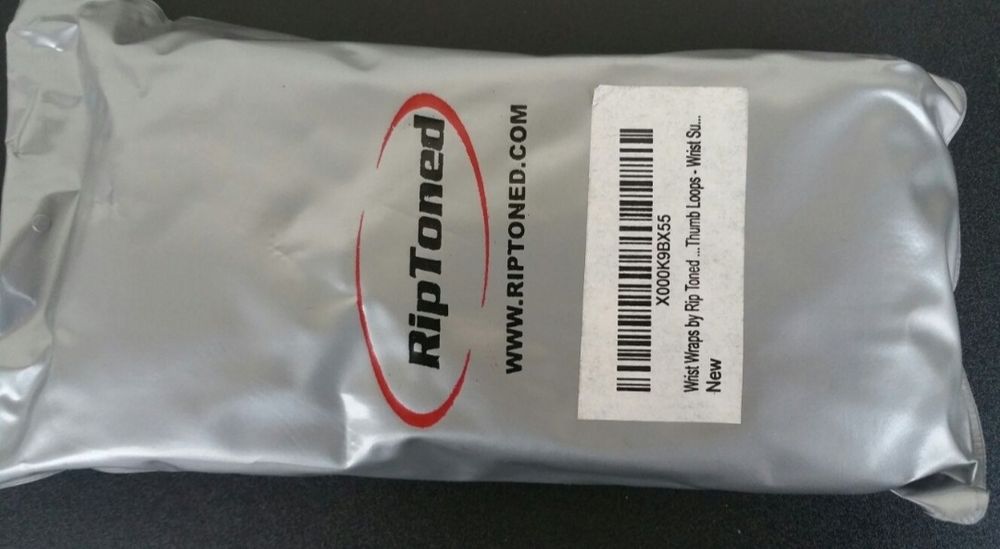 RipToned
WWW.RIPTONED.COM
X000K9BX55
Wrist Wraps by Rip Toned ...Thumb Loops - Wrist Su...
New